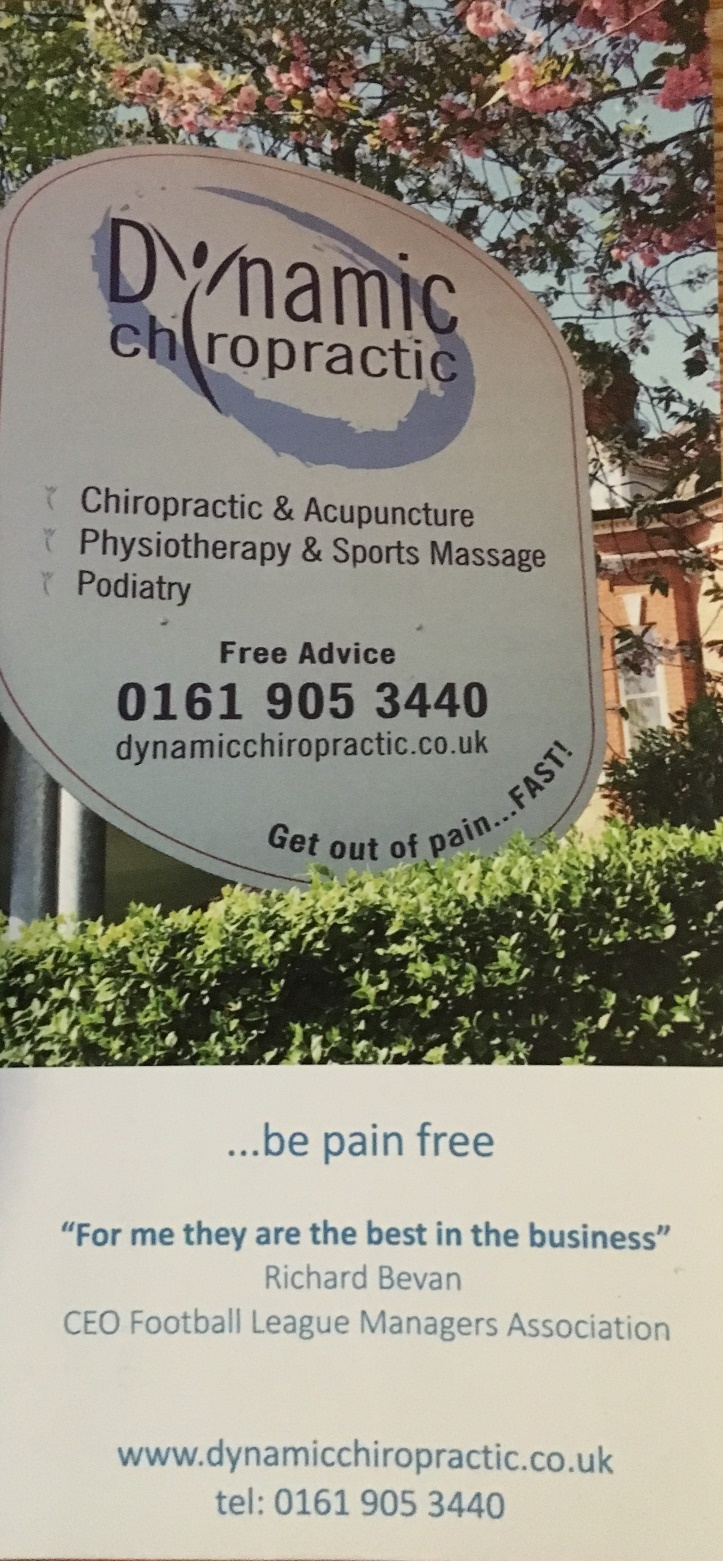 Dynamic
chiropractic
Chiropractic & Acupuncture
Physiotherapy & Sports Massage
Podiatry
Free Advice
0161 905 3440
dynamicchiropractic.co.uk
Get out of pain...FAST!
...be pain free
“For me they are the best in the business”
Richard Bevan
CEO Football League Managers Association
www.dynamicchiropractic.co.uk
tel: 0161 905 3440